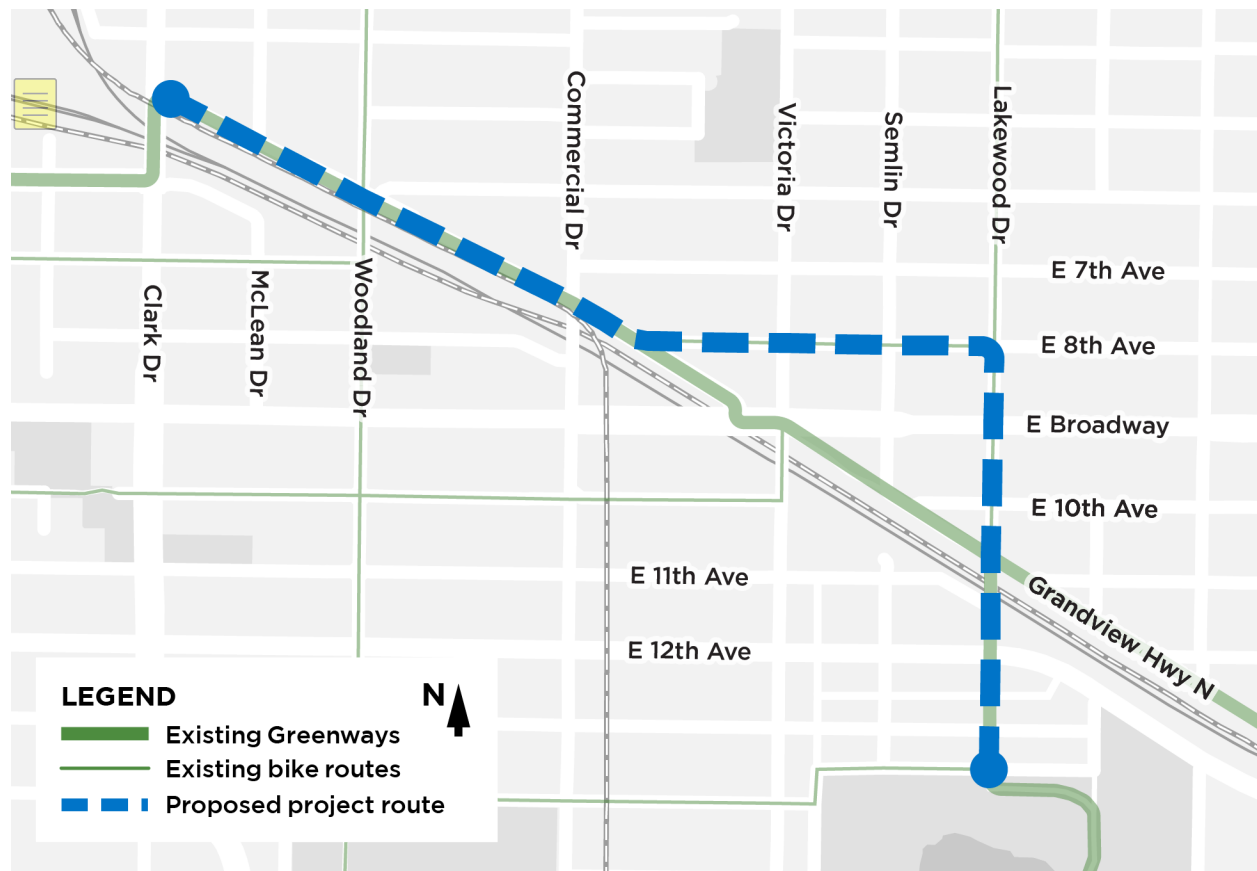 Commercial Dr
Victoria Dr
Semlin Dr
Lakewood Dr
Clark Dr
McLean Dr
Woodland Dr
E 7th Ave
E 8th Ave
E Broadway
E 10th Ave
E 11th Ave
Grandview Hwy N
E 12th Ave
LEGEND
N
Existing Greenways
Existing bike routes
Proposed project route